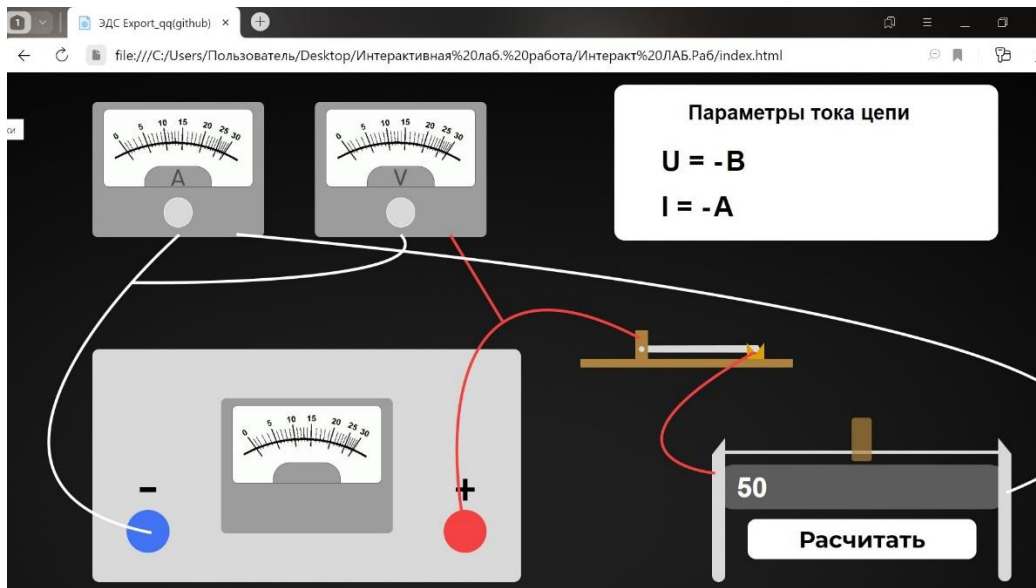 1
ЭДС Export_qq(github)
file:///C:/Users/Пользователь/Desktop/Интерактивная%20лаб.%20работа/Интеракт%20ЛАБ.Раб/index.html
ки
0 5 10 15 20 25 30
A
0 5 10 15 20 25 30
V
Параметры тока цепи
U = -В
I = -А
0 5 10 15 20 25 30
- +
50
Расчитать